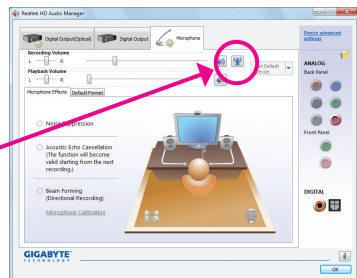 Realtek HD Audio Manager
Digital Output(Optical)
Digital Output
Microphone
Device advanced
settings
Recording Volume
L
R
Default
Device
Playback Volume
L
R
ANALOG
Back Panel
Microphone Effects
Default Format
Noise Suppression
Acoustic Echo Cancellation
(The function will become
valid starting from the next
recording.)
Beam Forming
(Directional Recording)
Microphone Calibration
Front Panel
DIGITAL
GIGABYTE
TECHNOLOGY
OK